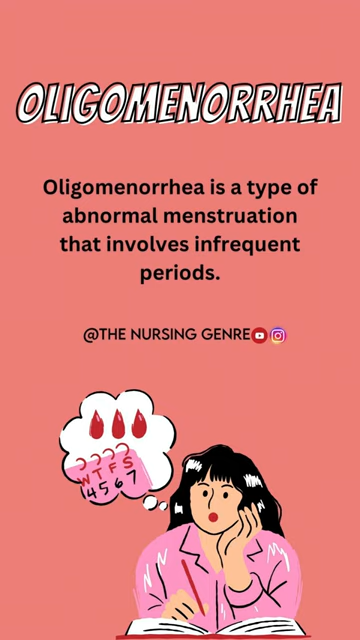 OLIGOMENORRHEA
Oligomenorrhea is a type of
abnormal menstruation
that involves infrequent
periods.
@THE NURSING GENRE
W T F S
4 5 6 7